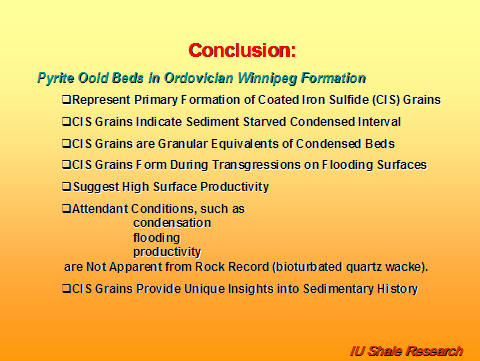 Conclusion:
Pyrite Ooid Beds in Ordovician Winnipeg Formation
❑Represent Primary Formation of Coated Iron Sulfide (CIS) Grains
❑CIS Grains Indicate Sediment Starved Condensed Interval
❑CIS Grains are Granular Equivalents of Condensed Beds
❑CIS Grains Form During Transgressions on Flooding Surfaces
❑Suggest High Surface Productivity
❑Attendant Conditions, such as
condensation
flooding
productivity
are Not Apparent from Rock Record (bioturbated quartz wacke).
❑CIS Grains Provide Unique Insights into Sedimentary History
IU Shale Research